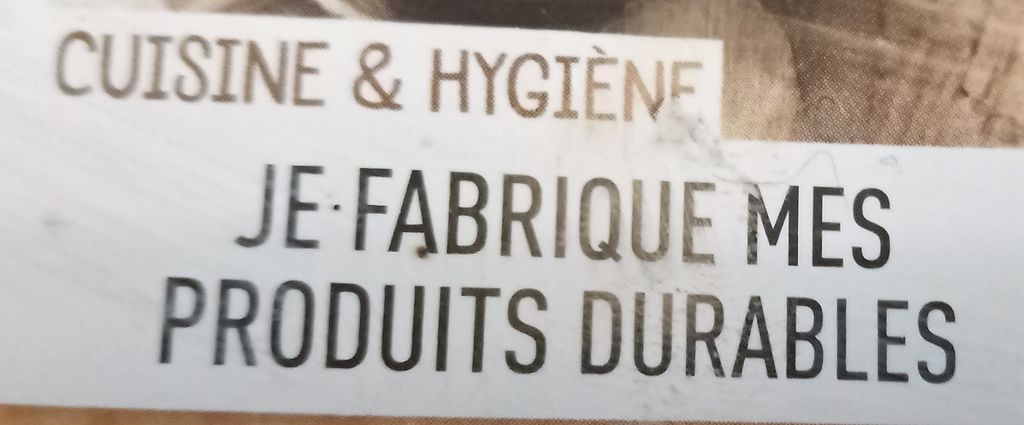 CUISINE & HYGIÈNE
JE FABRIQUE MES
PRODUITS DURABLES